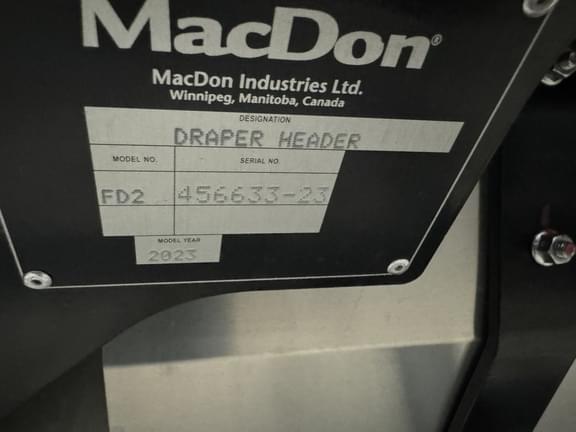 MacDon®
MacDon Industries Ltd.
Winnipeg, Manitoba, Canada
DESIGNATION
DRAPER HEADER
MODEL NO. SERIAL NO.
FD2 456633-23
MODEL YEAR
2023